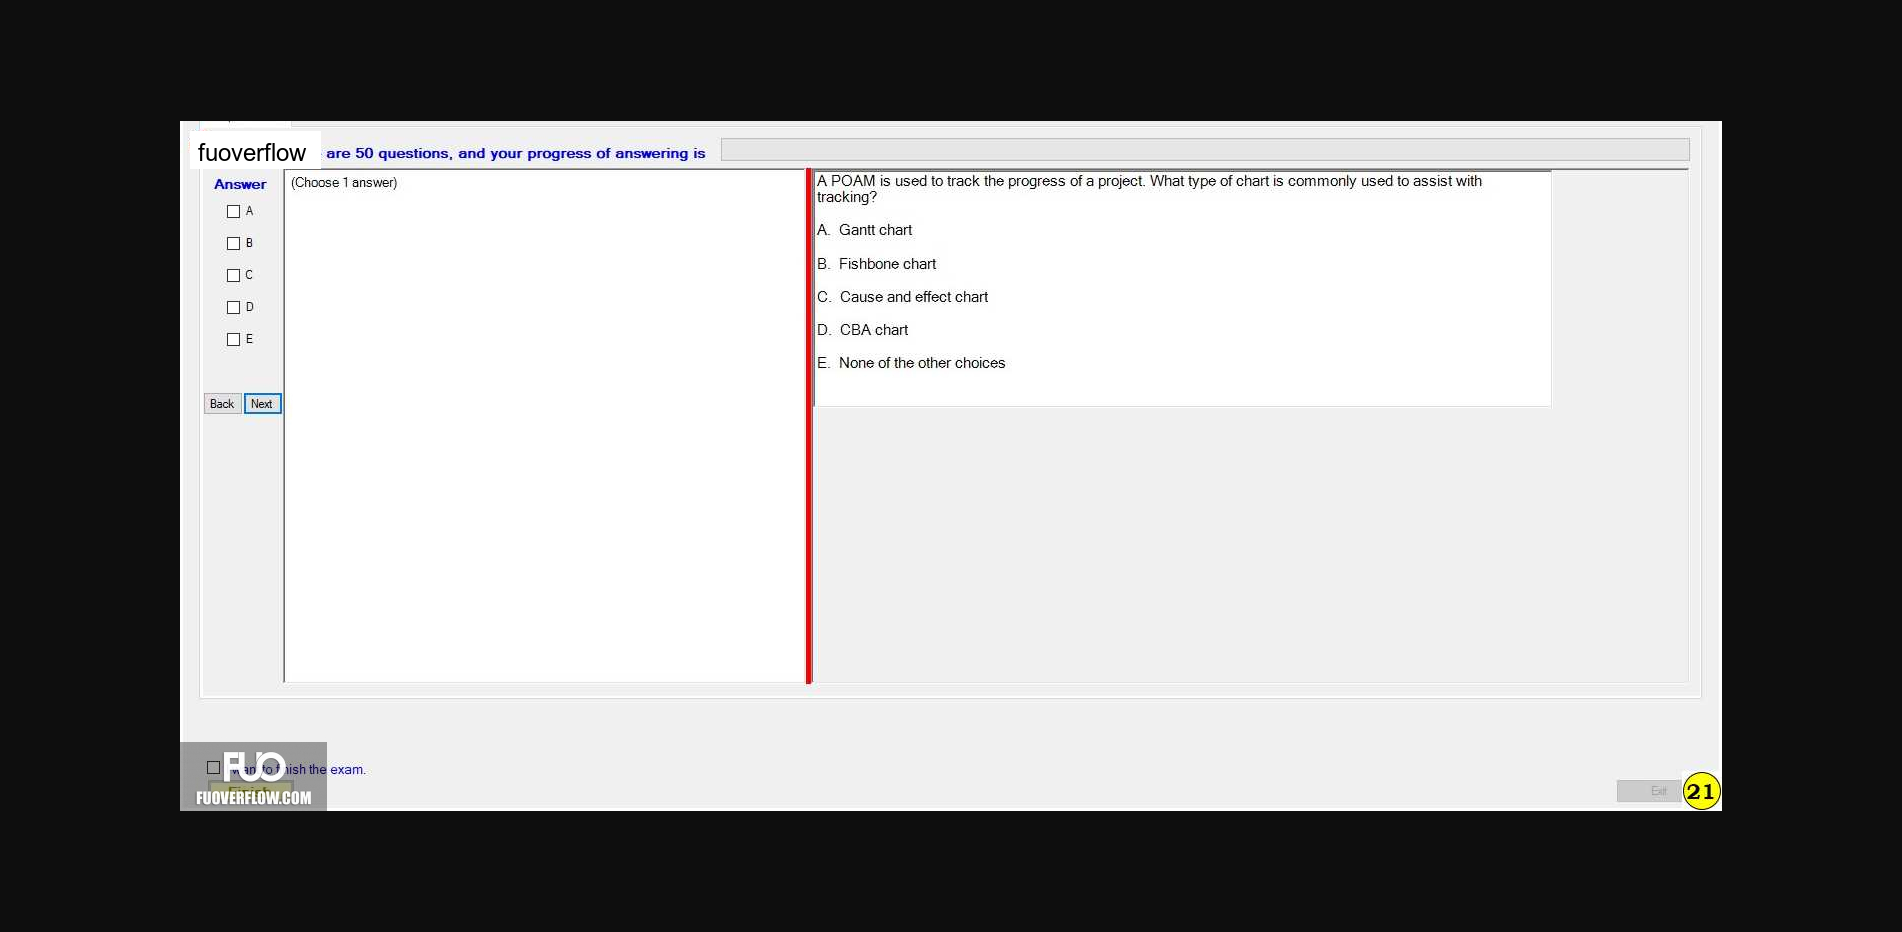 fuoverflow are 50 questions, and your progress of answering is
Answer
(Choose 1 answer)
A
B
C
D
E
Back Next
A POAM is used to track the progress of a project. What type of chart is commonly used to assist with
tracking?
A. Gantt chart
B. Fishbone chart
C. Cause and effect chart
D. CBA chart
E. None of the other choices
FUO
want to finish the exam.
Finish
FUOVERFLOW.COM
Exit
21